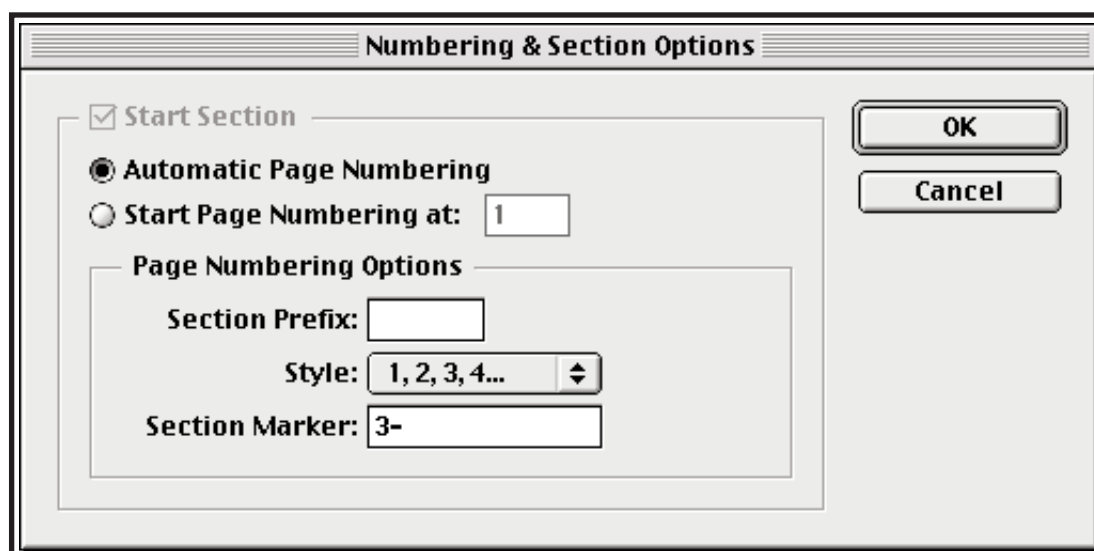 Numbering & Section Options
Start Section
OK
Automatic Page Numbering
Cancel
Start Page Numbering at: 1
Page Numbering Options
Section Prefix:
Style: 1, 2, 3, 4...
Section Marker: 3-